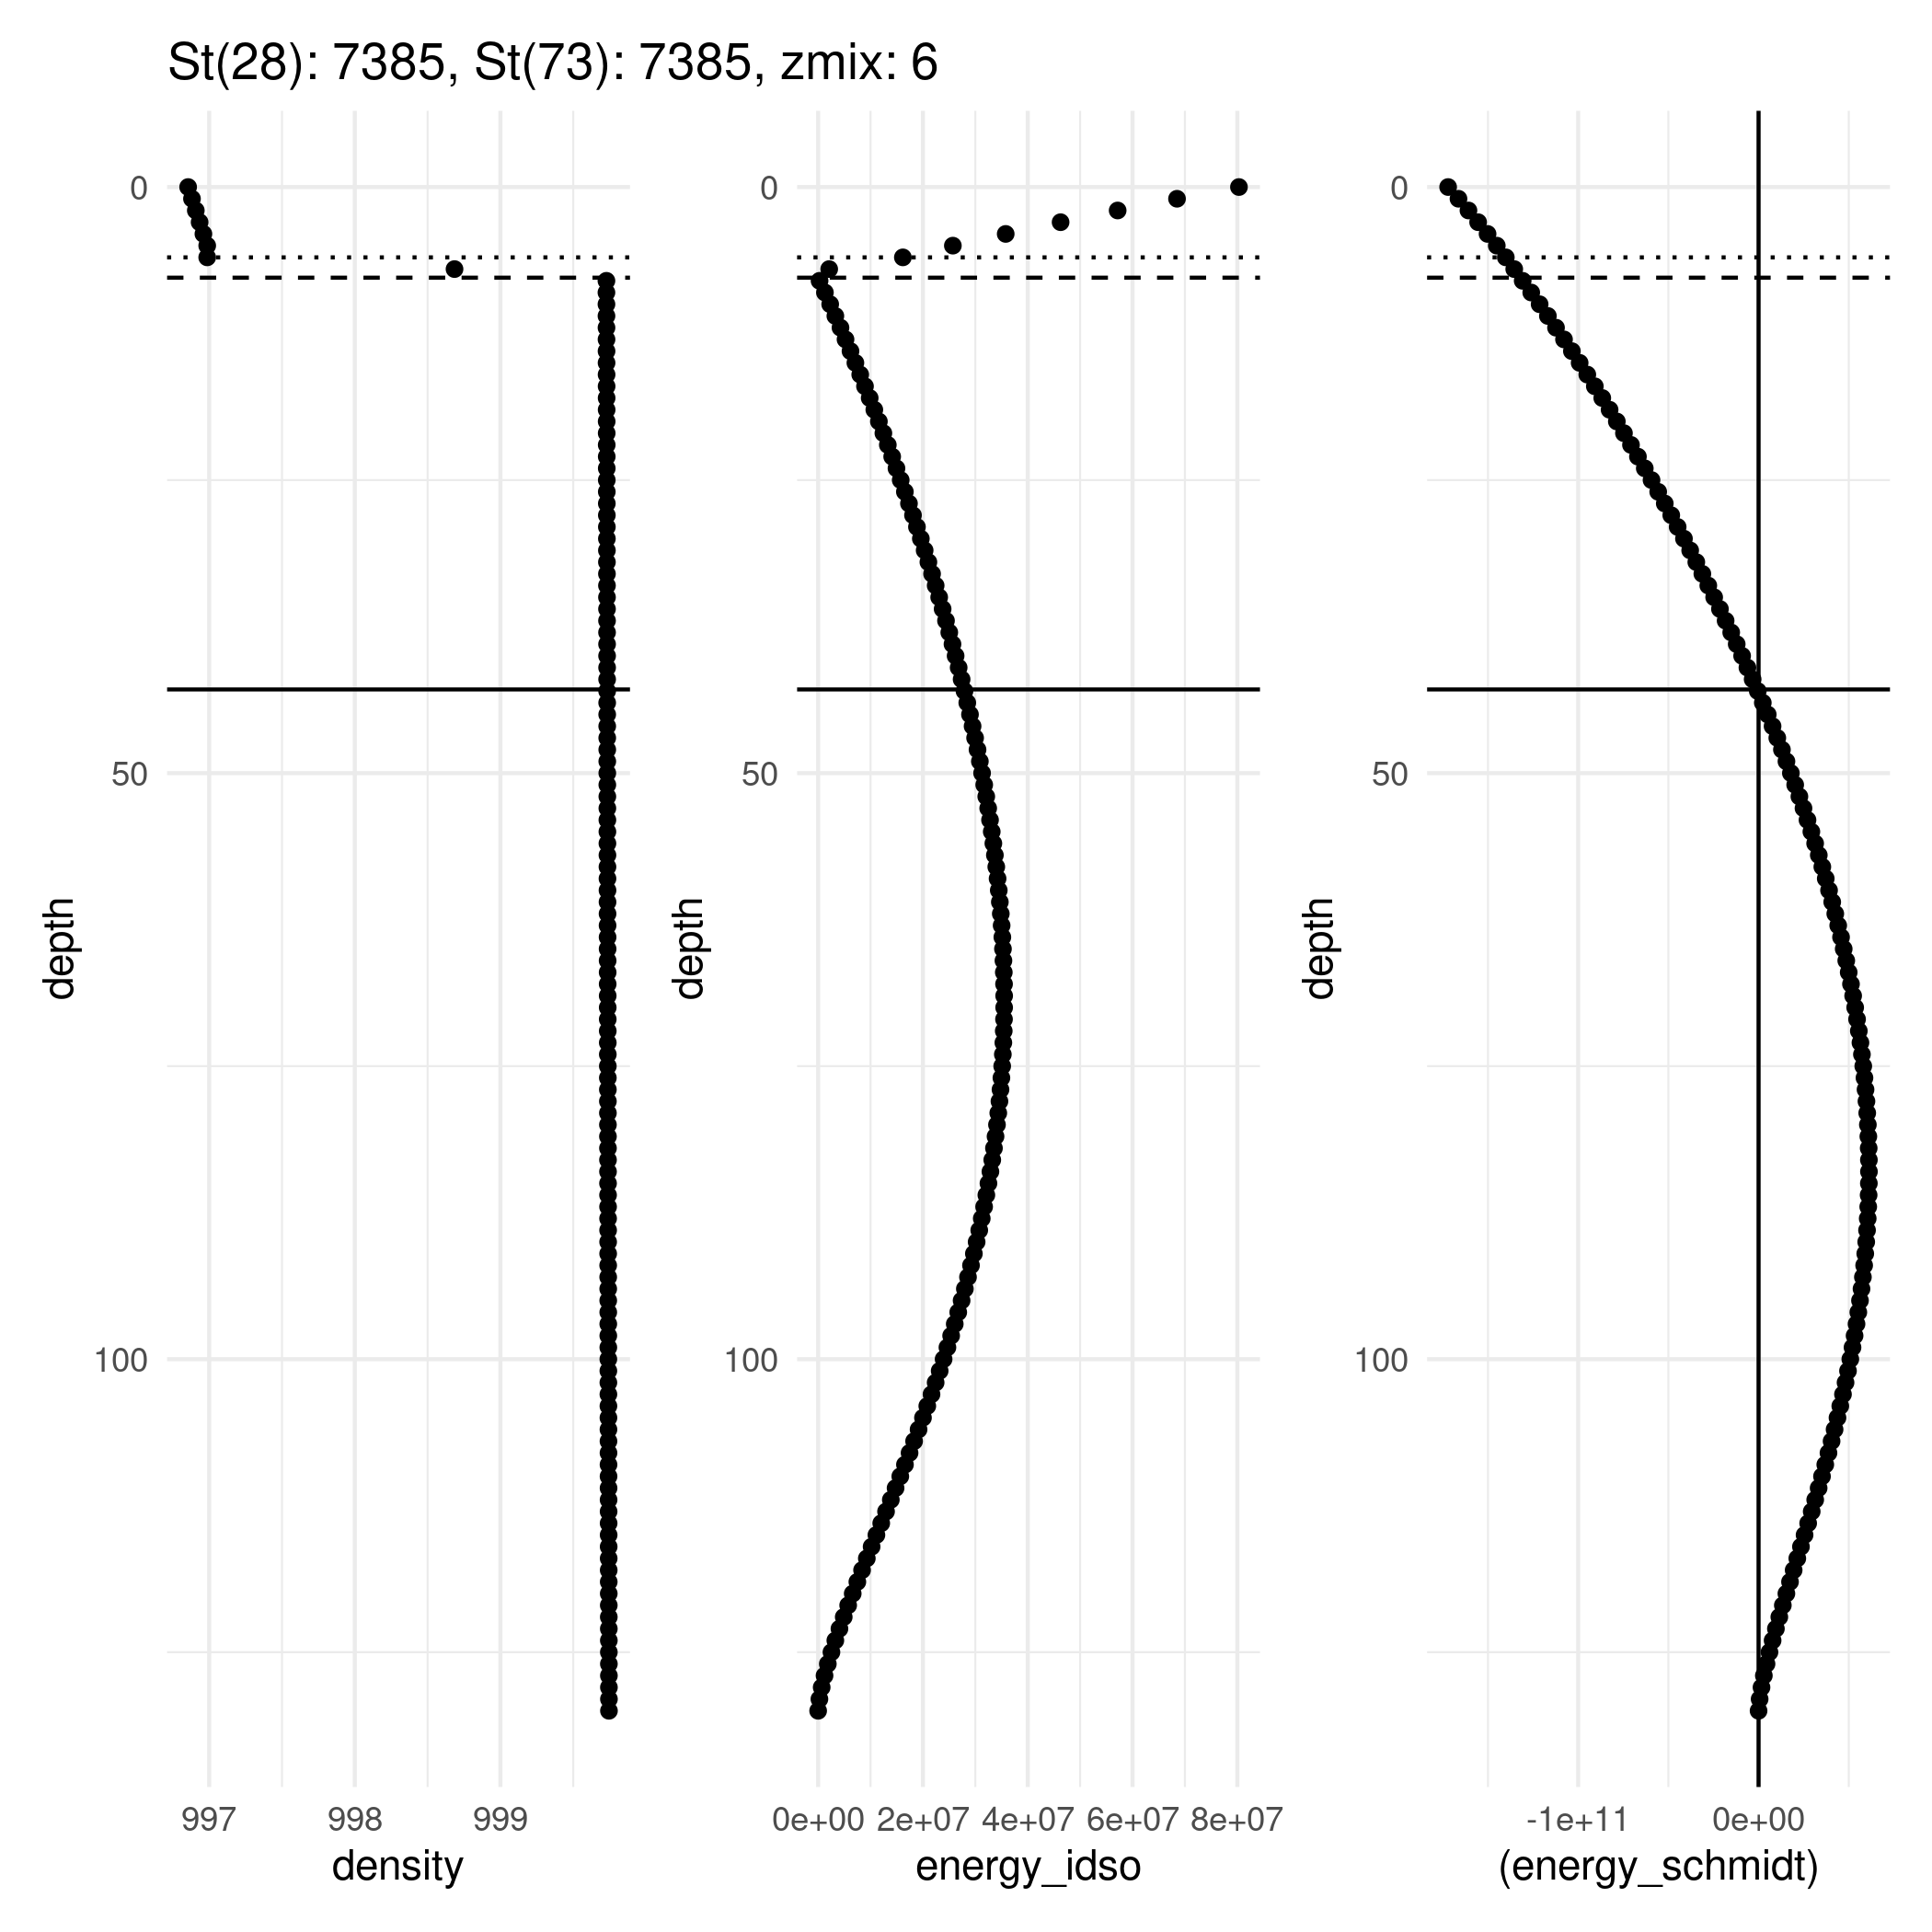 St(28): 7385, St(73): 7385, zmix: 6
0
50
100
depth
997 998 999
density
0
50
100
depth
0e+00 2e+07 4e+07 6e+07 8e+07
energy_idso
0
50
100
depth
-1e+11 0e+00
(energy_schmidt)